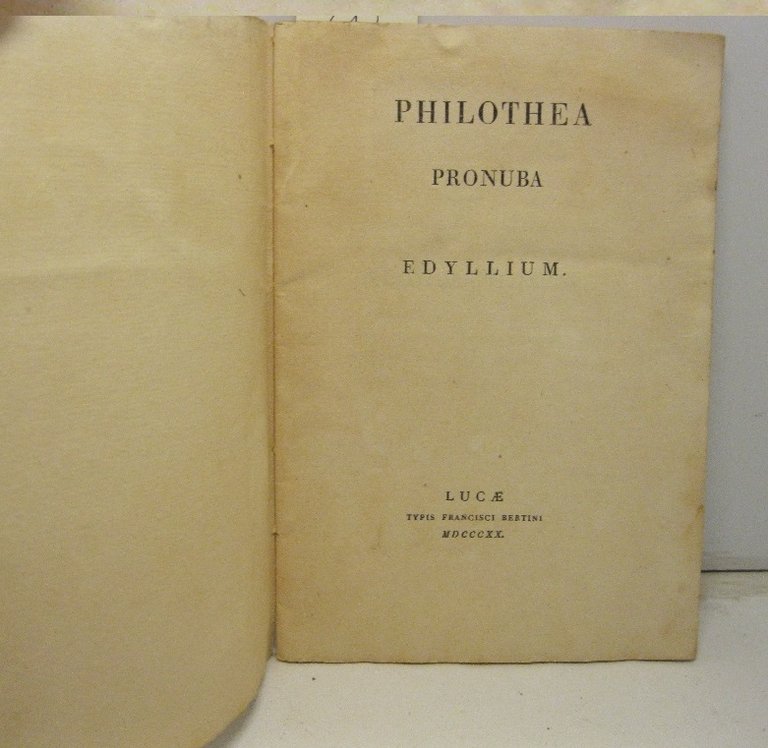 PHILOTHEA
PRONUBA
EDYLLIUM.
LUCÆ
TYPIS FRANCISCI BERTINI
MDCCCXX.